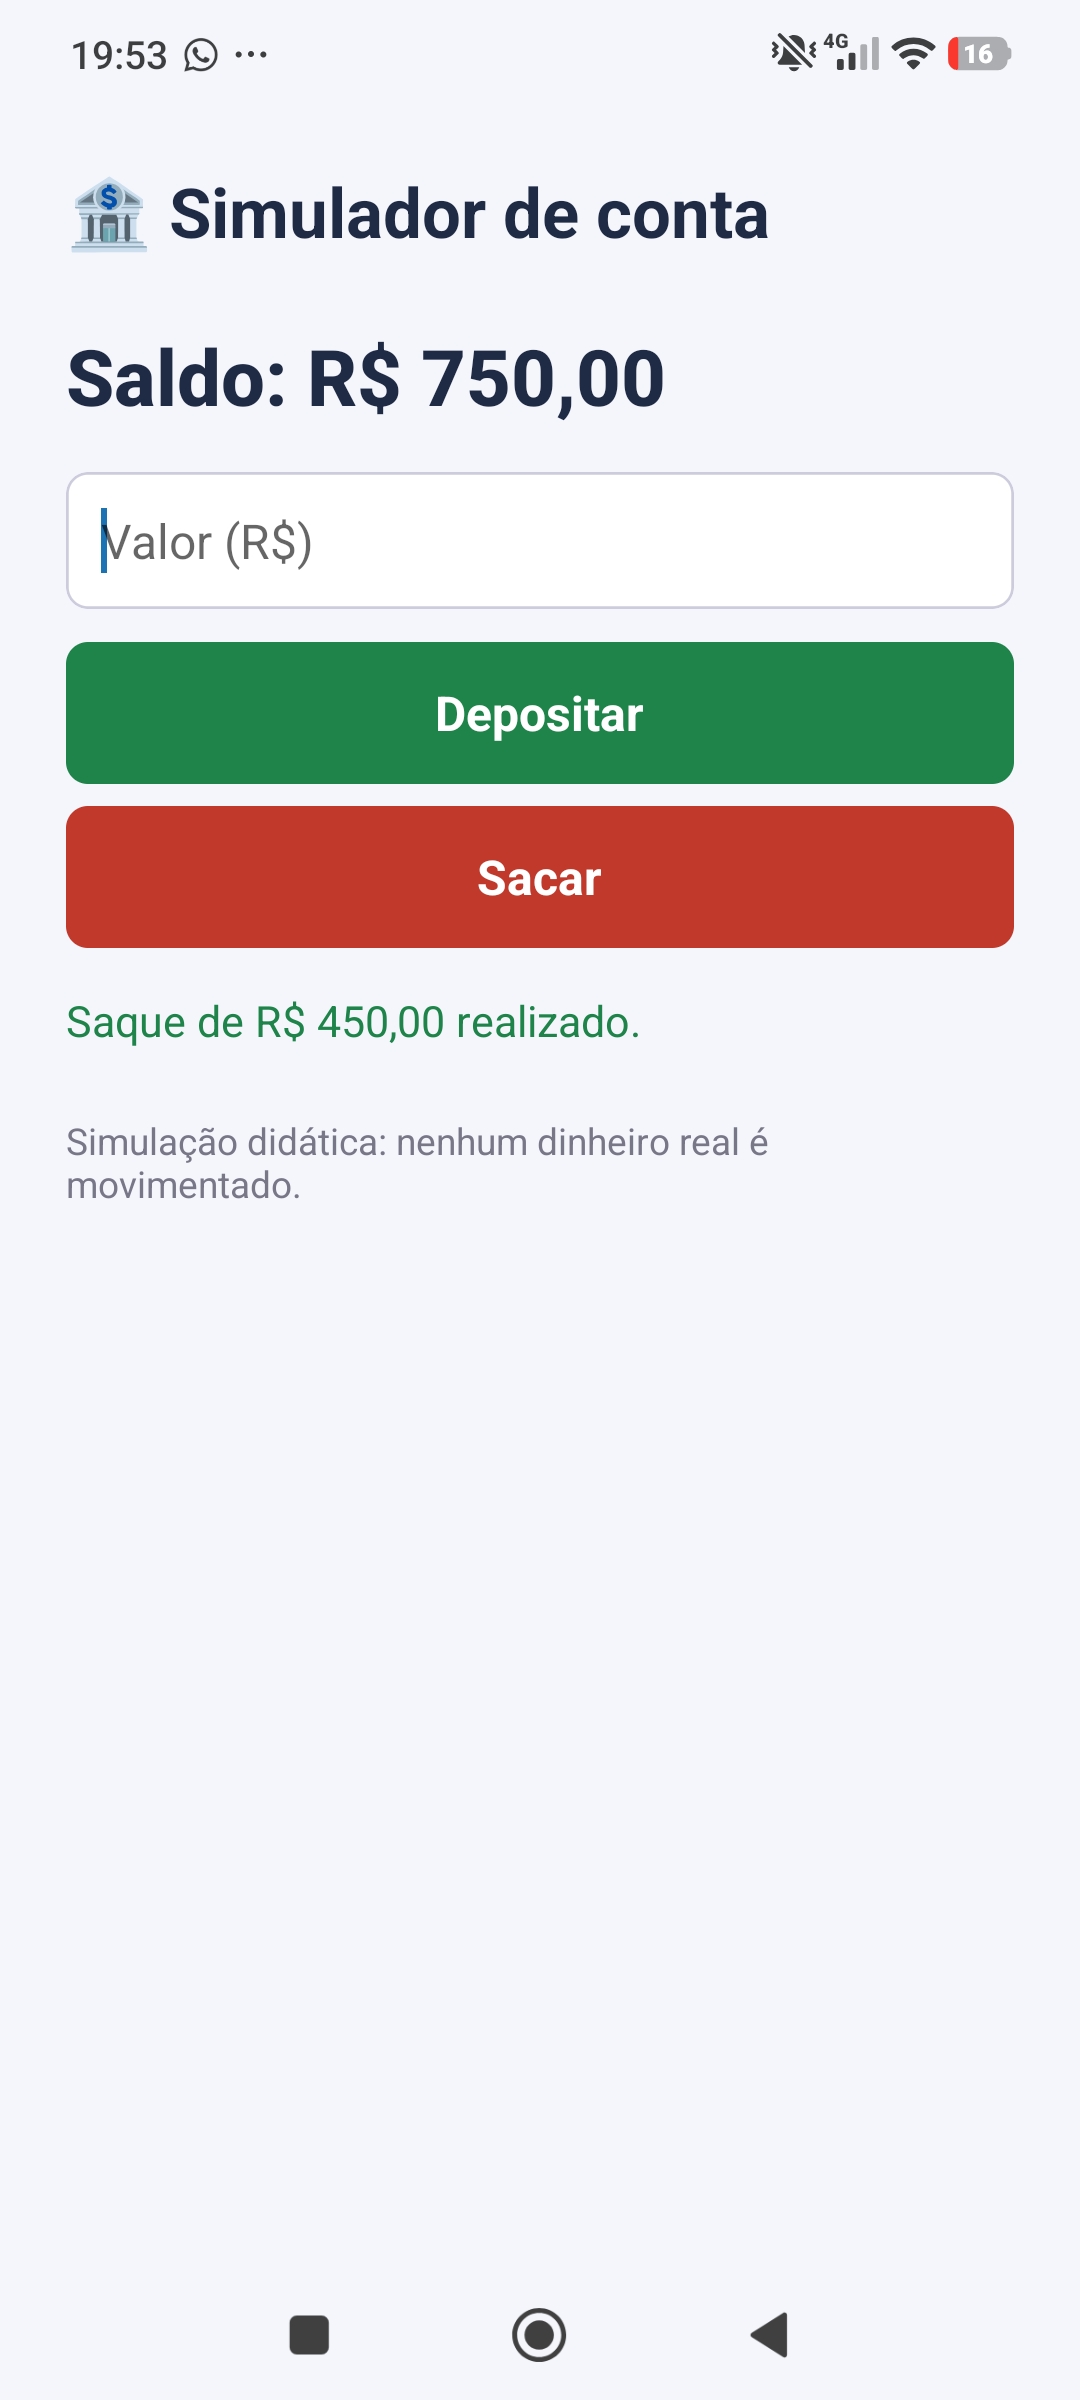 19:53
4G
16
Simulador de conta
Saldo: R$ 750,00
Valor (R$)
Depositar
Sacar
Saque de R$ 450,00 realizado.
Simulação didática: nenhum dinheiro real é
movimentado.